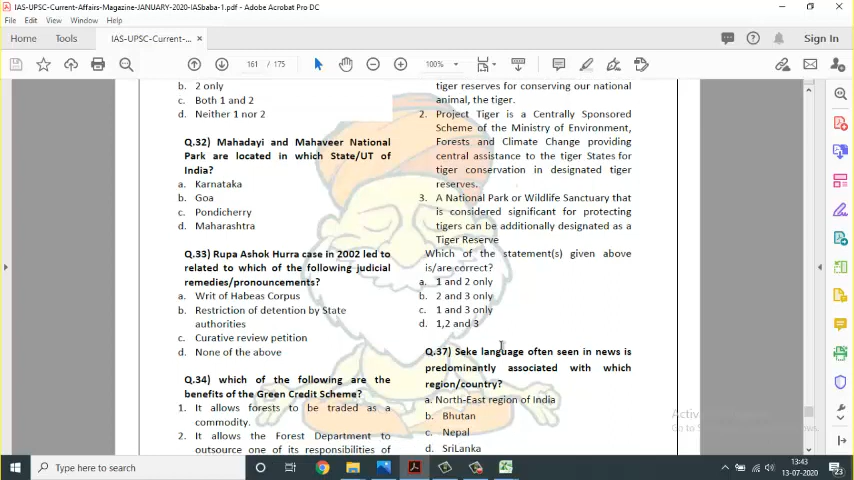 IAS-UPSC-Current-Affairs-Magazine-JANUARY-2020-IASbaba-1.pdf - Adobe Acrobat Pro DC
File Edit View Window Help
Home Tools IAS-UPSC-Current-... × Sign In
161 / 175 100%
b. 2 only
c. Both 1 and 2
d. Neither 1 nor 2
Q.32) Mahadayi and Mahaveer National
Park are located in which State/UT of
India?
a. Karnataka
b. Goa
c. Pondicherry
d. Maharashtra
Q.33) Rupa Ashok Hurra case in 2002 led to
related to which of the following judicial
remedies/pronouncements?
a. Writ of Habeas Corpus
b. Restriction of detention by State
authorities
c. Curative review petition
d. None of the above
Q.34) which of the following are the
benefits of the Green Credit Scheme?
1. It allows forests to be traded as a
commodity.
2. It allows the Forest Department to
outsource one of its responsibilities of
tiger reserves for conserving our national
animal, the tiger.
2. Project Tiger is a Centrally Sponsored
Scheme of the Ministry of Environment,
Forests and Climate Change providing
central assistance to the tiger States for
tiger conservation in designated tiger
reserves.
3. A National Park or Wildlife Sanctuary that
is considered significant for protecting
tigers can be additionally designated as a
Tiger Reserve
Which of the statement(s) given above
is/are correct?
a. 1 and 2 only
b. 2 and 3 only
c. 1 and 3 only
d. 1,2 and 3
Q.37) Seke language often seen in news is
predominantly associated with which
region/country?
a. North-East region of India
b. Bhutan
c. Nepal
d. SriLanka
Type here to search
13:43
13-07-2020
23